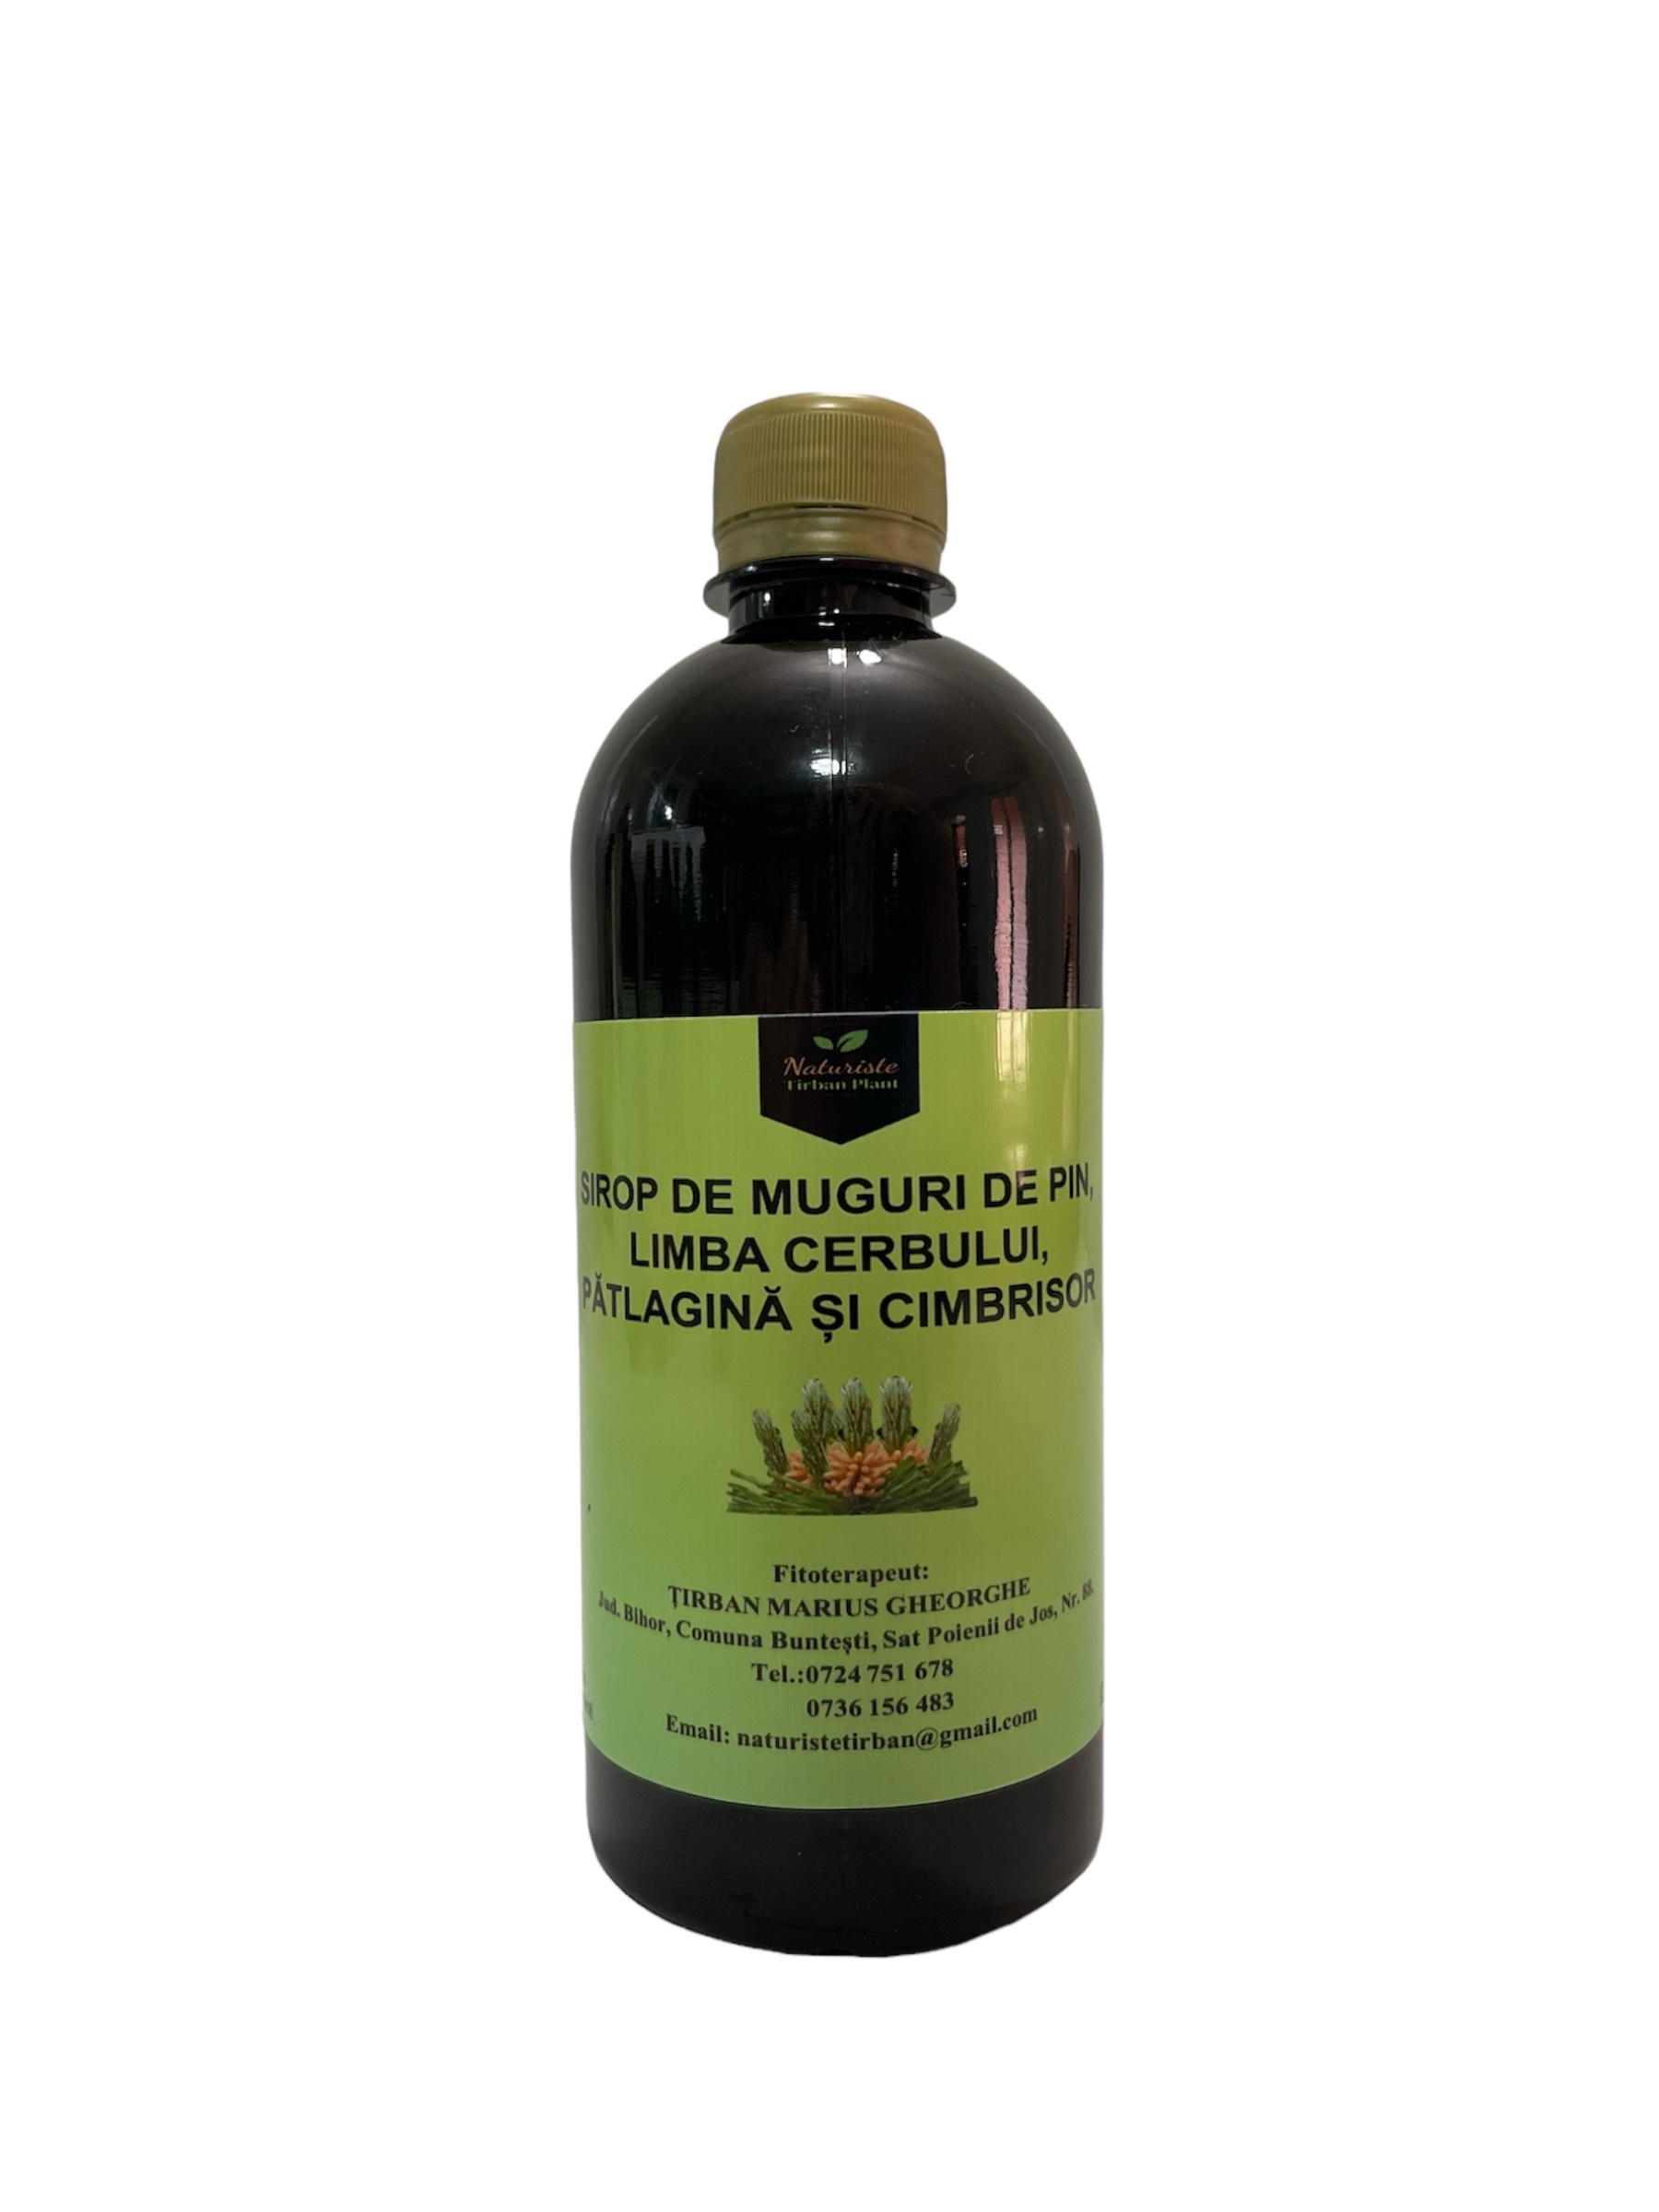 Naturiste
Tirban Plant
SIROP DE MUGURI DE PIN,
LIMBA CERBULUI,
PĂTLAGINĂ ȘI CIMBRISOR
Fitoterapeut:
ȚIRBAN MARIUS GHEORGHE
Jud. Bihor, Comuna Buntești, Sat Poienii de Jos, Nr. 88.
Tel.:0724 751 678
0736 156 483
Email: naturistetirban@gmail.com